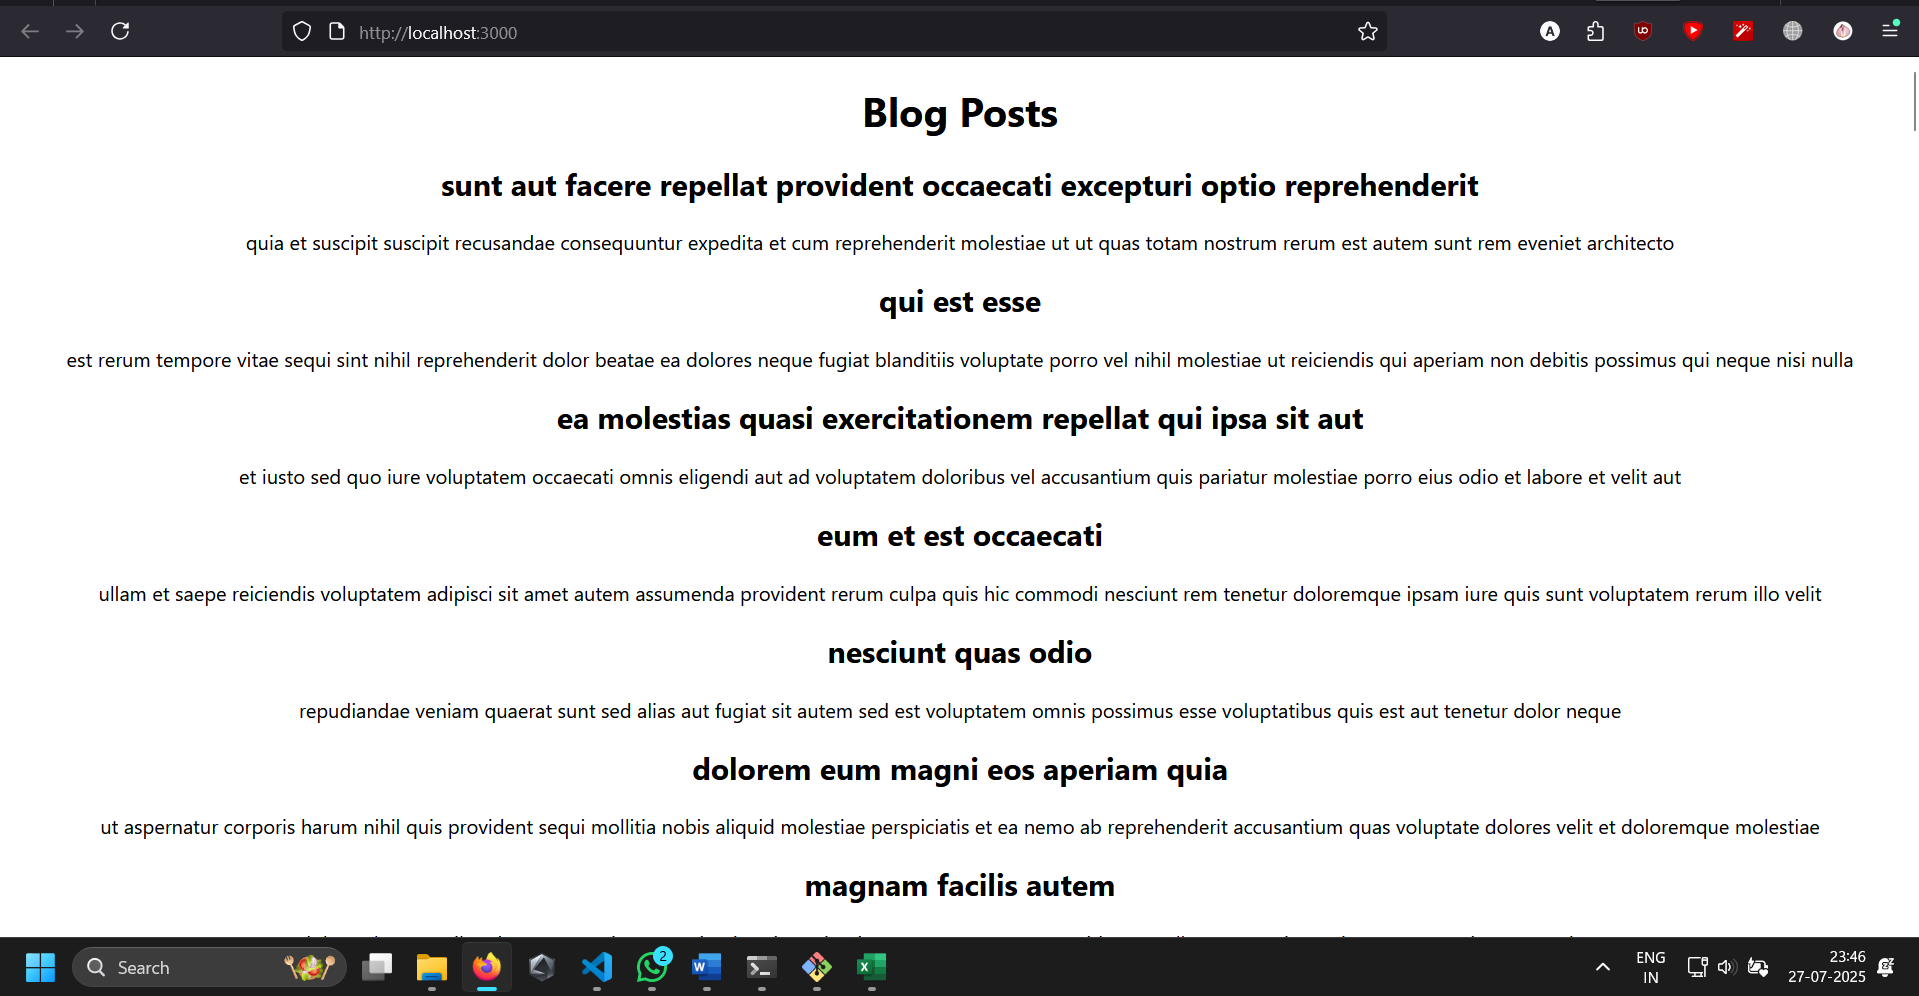 http://localhost:3000
A
Blog Posts
sunt aut facere repellat provident occaecati excepturi optio reprehenderit
quia et suscipit suscipit recusandae consequuntur expedita et cum reprehenderit molestiae ut ut quas totam nostrum rerum est autem sunt rem eveniet architecto
qui est esse
est rerum tempore vitae sequi sint nihil reprehenderit dolor beatae ea dolores neque fugiat blanditiis voluptate porro vel nihil molestiae ut reiciendis qui aperiam non debitis possimus qui neque nisi nulla
ea molestias quasi exercitationem repellat qui ipsa sit aut
et iusto sed quo iure voluptatem occaecati omnis eligendi aut ad voluptatem doloribus vel accusantium quis pariatur molestiae porro eius odio et labore et velit aut
eum et est occaecati
ullam et saepe reiciendis voluptatem adipisci sit amet autem assumenda provident rerum culpa quis hic commodi nesciunt rem tenetur doloremque ipsam iure quis sunt voluptatem rerum illo velit
nesciunt quas odio
repudiandae veniam quaerat sunt sed alias aut fugiat sit autem sed est voluptatem omnis possimus esse voluptatibus quis est aut tenetur dolor neque
dolorem eum magni eos aperiam quia
ut aspernatur corporis harum nihil quis provident sequi mollitia nobis aliquid molestiae perspiciatis et ea nemo ab reprehenderit accusantium quas voluptate dolores velit et doloremque molestiae
magnam facilis autem
Search
2
W
X
ENG
IN
23:46
27-07-2025